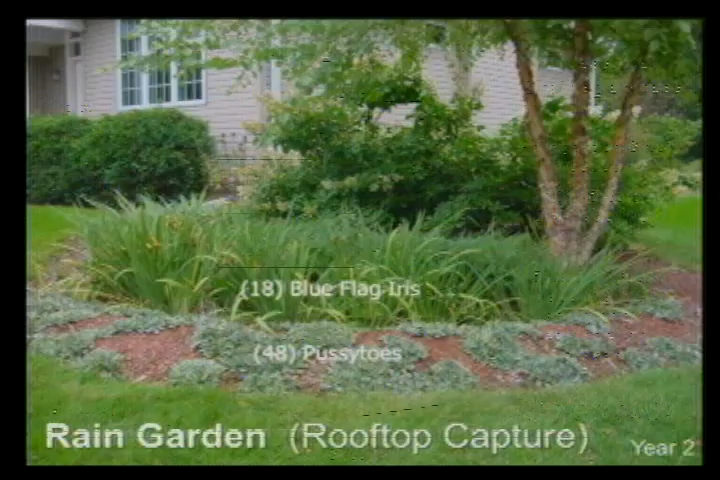 (18) Blue Flag Iris
(48) Pussytoes
Rain Garden (Rooftop Capture)
Year 2